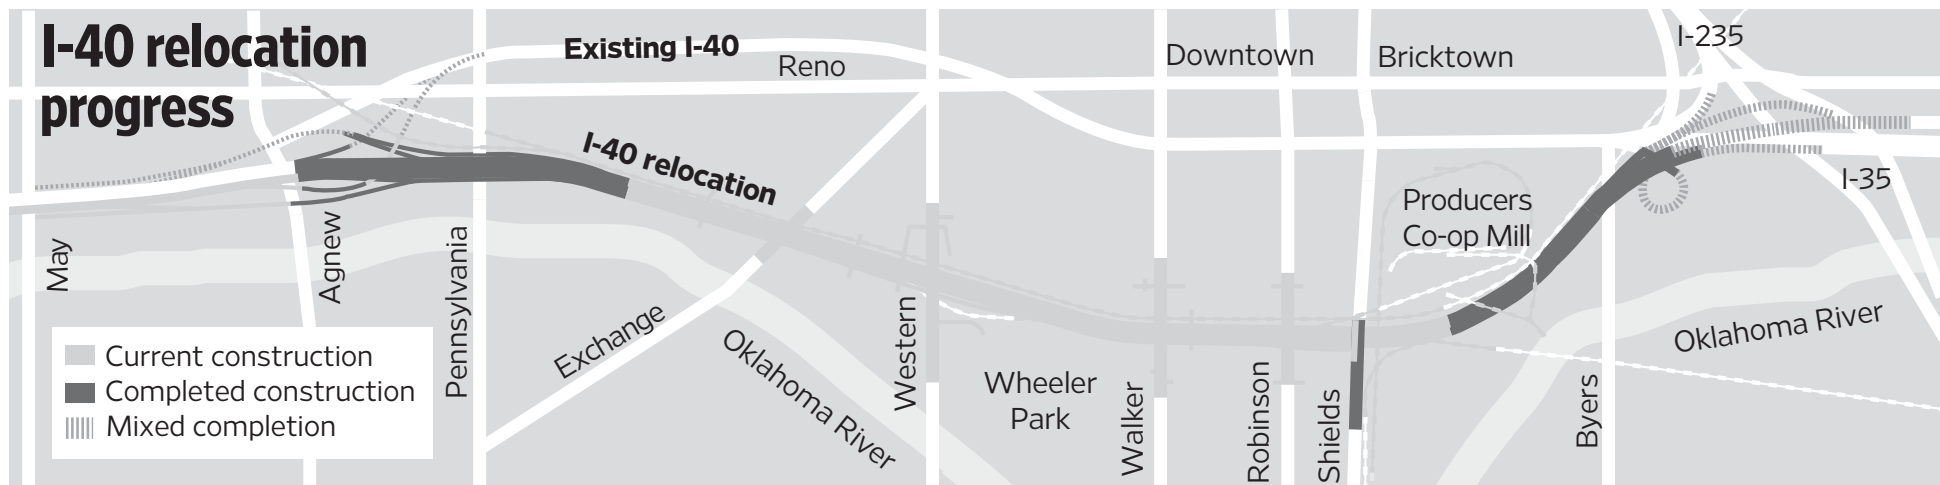 I-40 relocation
progress
Existing I-40
Reno
Downtown
Bricktown
I-235
I-40 relocation
Producers
Co-op Mill
I-35
May
Agnew
Pennsylvania
Exchange
Oklahoma River
Western
Wheeler
Park
Walker
Robinson
Shields
Byers
Oklahoma River
Current construction
Completed construction
Mixed completion